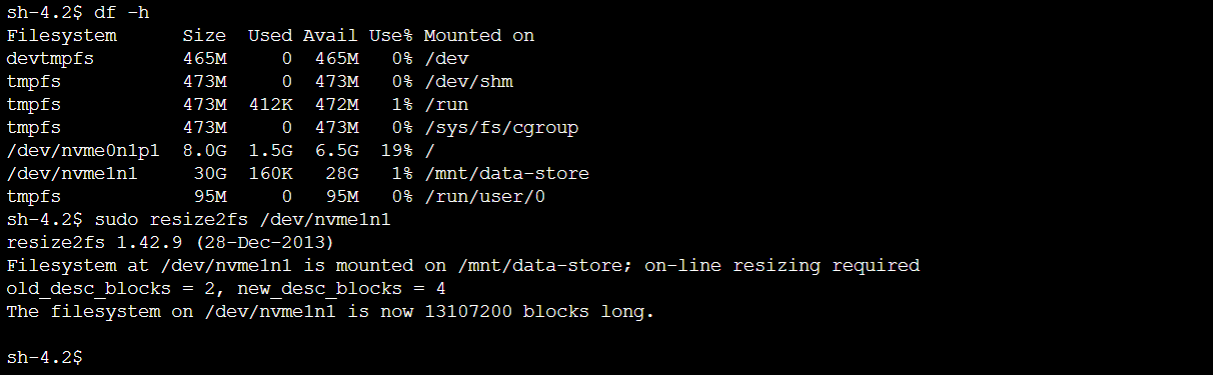 sh-4.2$ df -h
Filesystem      Size  Used Avail Use% Mounted on
devtmpfs        465M     0  465M   0% /dev
tmpfs           473M     0  473M   0% /dev/shm
tmpfs           473M  412K  472M   1% /run
tmpfs           473M     0  473M   0% /sys/fs/cgroup
/dev/nvme0n1p1  8.0G  1.5G  6.5G  19% /
/dev/nvme1n1     30G  160K   28G   1% /mnt/data-store
tmpfs            95M     0   95M   0% /run/user/0
sh-4.2$ sudo resize2fs /dev/nvme1n1
resize2fs 1.42.9 (28-Dec-2013)
Filesystem at /dev/nvme1n1 is mounted on /mnt/data-store; on-line resizing required
old_desc_blocks = 2, new_desc_blocks = 4
The filesystem on /dev/nvme1n1 is now 13107200 blocks long.
sh-4.2$